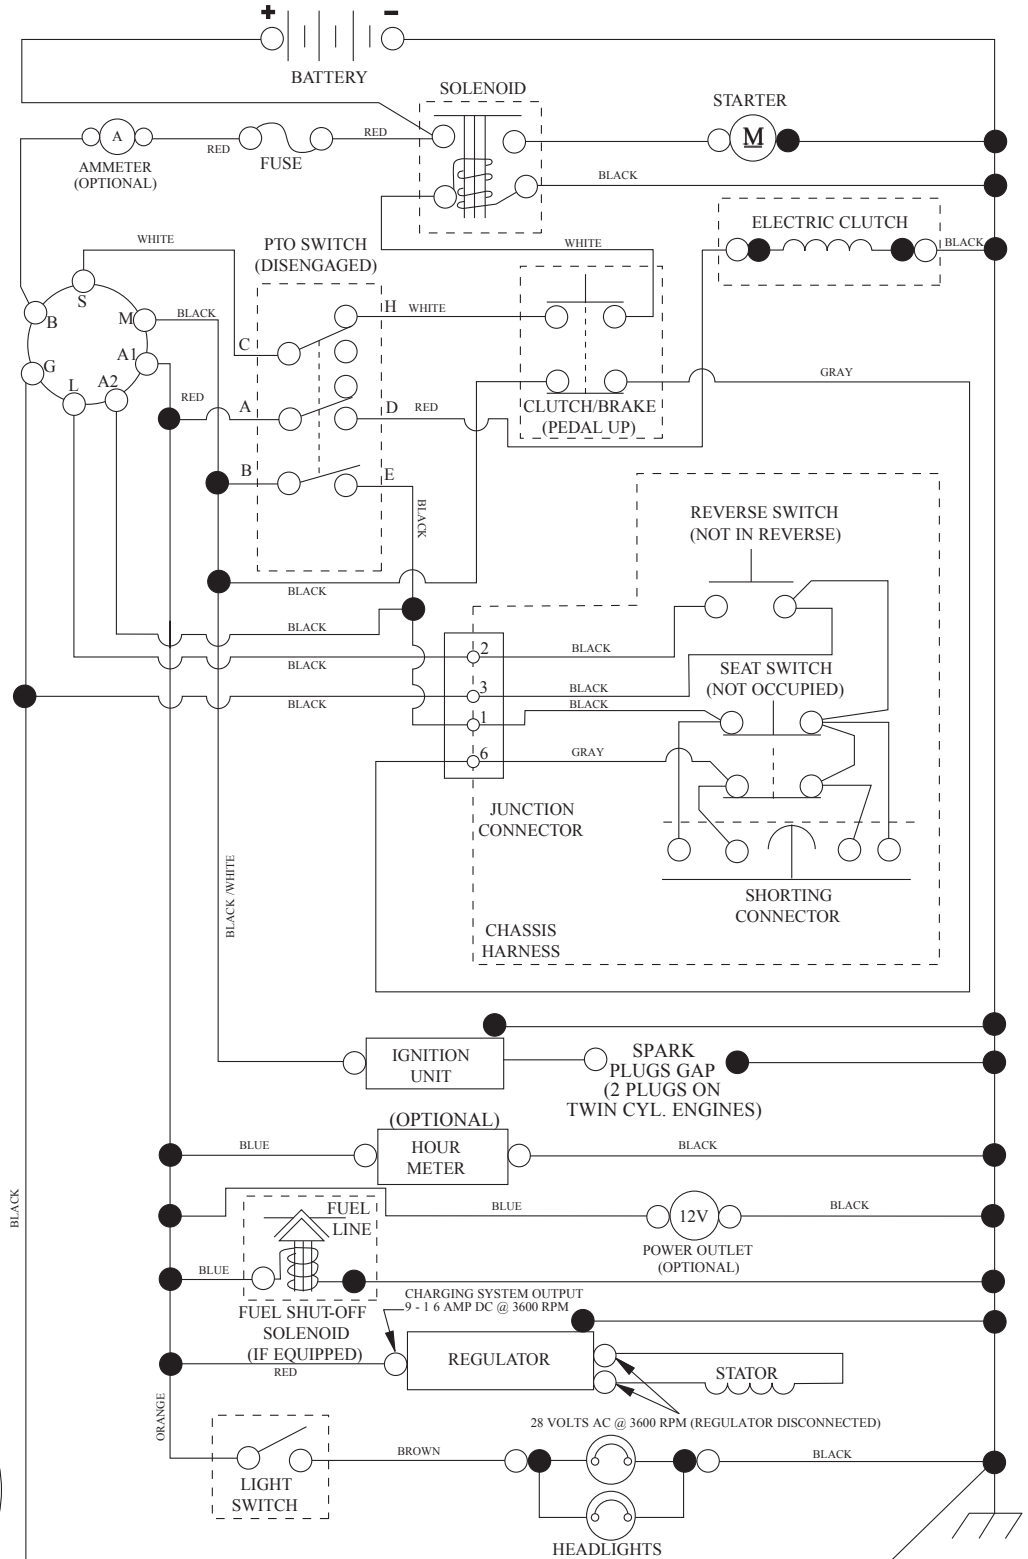 + -
BATTERY
SOLENOID
STARTER
A
RED
FUSE
RED
M
AMMETER
(OPTIONAL)
BLACK
ELECTRIC CLUTCH
BLACK
WHITE
PTO SWITCH
(DISENGAGED)
WHITE
S
B
M
BLACK
H
WHITE
C
A1
G
L
A2
GRAY
RED
A
D
RED
CLUTCH/BRAKE
(PEDAL UP)
B
E
BLACK
REVERSE SWITCH
(NOT IN REVERSE)
BLACK
BLACK
2
BLACK
BLACK
SEAT SWITCH
(NOT OCCUPIED)
3
BLACK
BLACK
BLACK
1
6
GRAY
JUNCTION
CONNECTOR
SHORTING
CONNECTOR
BLACK /WHITE
CHASSIS
HARNESS
IGNITION
UNIT
SPARK
PLUGS GAP
(2 PLUGS ON
TWIN CYL. ENGINES)
(OPTIONAL)
BLUE
HOUR
METER
BLACK
BLACK
FUEL
LINE
BLUE
12V
BLACK
POWER OUTLET
(OPTIONAL)
BLUE
CHARGING SYSTEM OUTPUT
9 - 1 6 AMP DC @ 3600 RPM
FUEL SHUT-OFF
SOLENOID
(IF EQUIPPED)
RED
REGULATOR
STATOR
ORANGE
28 VOLTS AC @ 3600 RPM (REGULATOR DISCONNECTED)
BROWN
BLACK
LIGHT
SWITCH
HEADLIGHTS